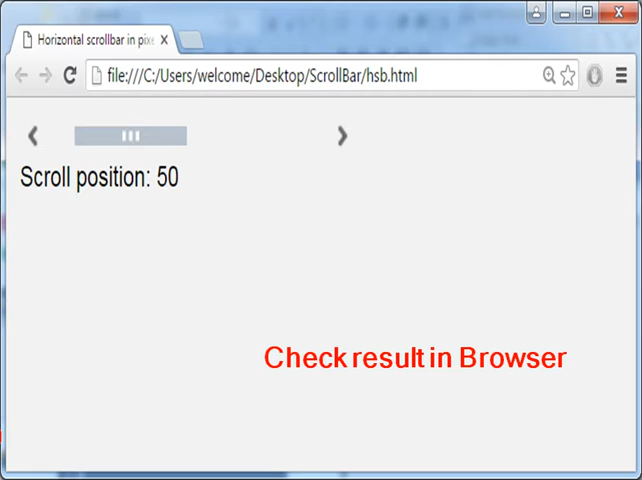 Horizontal scrollbar in pixe
file:///C:/Users/welcome/Desktop/ScrollBar/hsb.html
Scroll position: 50
Check result in Browser